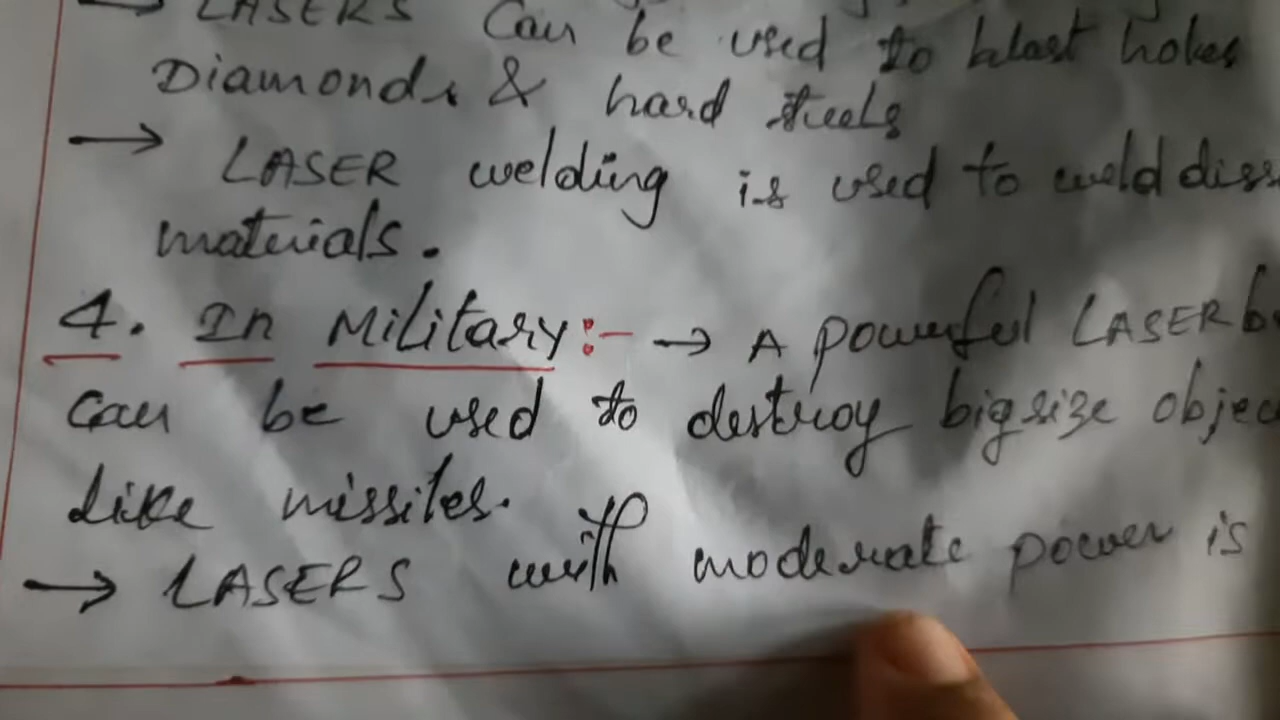 → LASERS can be used to blast holes
Diamonds & hard steels
→ LASER welding is used to weld diss
materials.
4. In Military :- → A powerful LASER b
can be used to destroy big size objec
like missiles.
→ LASERS with moderate power is